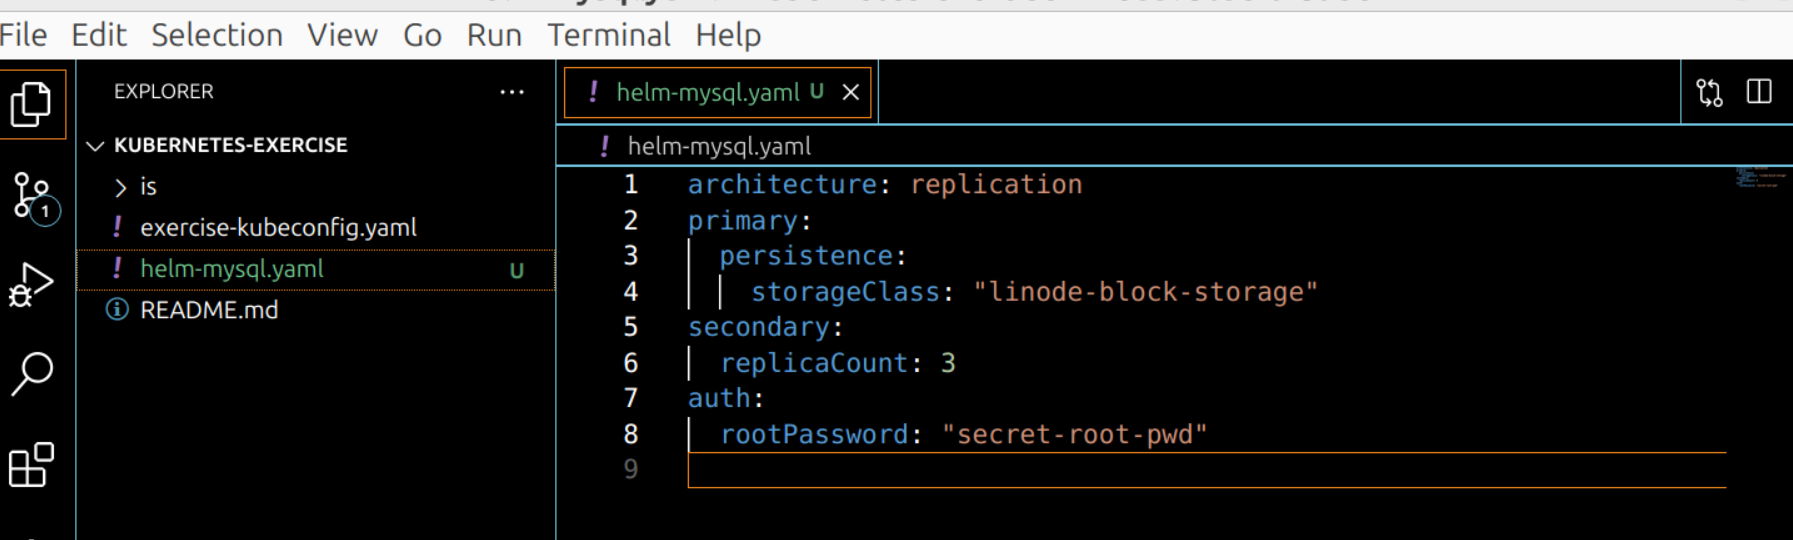 File Edit Selection View Go Run Terminal Help
EXPLORER
KUBERNETES-EXERCISE
is
! exercise-kubeconfig.yaml
! helm-mysql.yaml U
README.md
1
! helm-mysql.yaml U
! helm-mysql.yaml
1 architecture: replication
2 primary:
3 persistence:
4 storageClass: "linode-block-storage"
5 secondary:
6 replicaCount: 3
7 auth:
8 rootPassword: "secret-root-pwd"
9